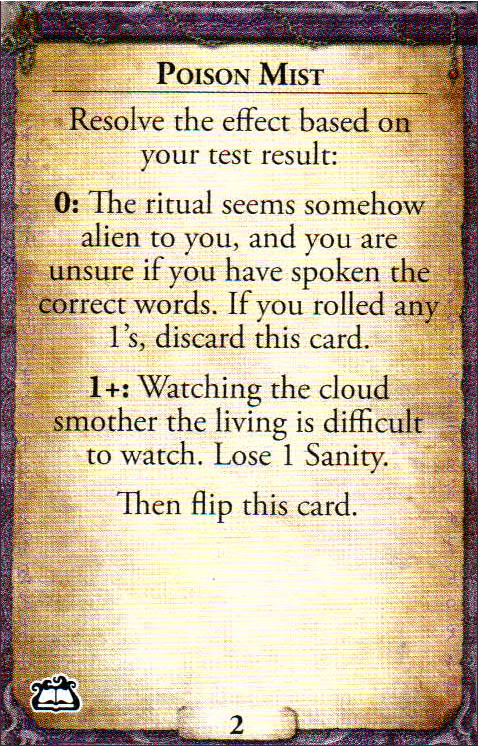 POISON MIST
Resolve the effect based on
your test result:
0: The ritual seems somehow
alien to you, and you are
unsure if you have spoken the
correct words. If you rolled any
1's, discard this card.
1+: Watching the cloud
smother the living is difficult
to watch. Lose 1 Sanity.
Then flip this card.
2